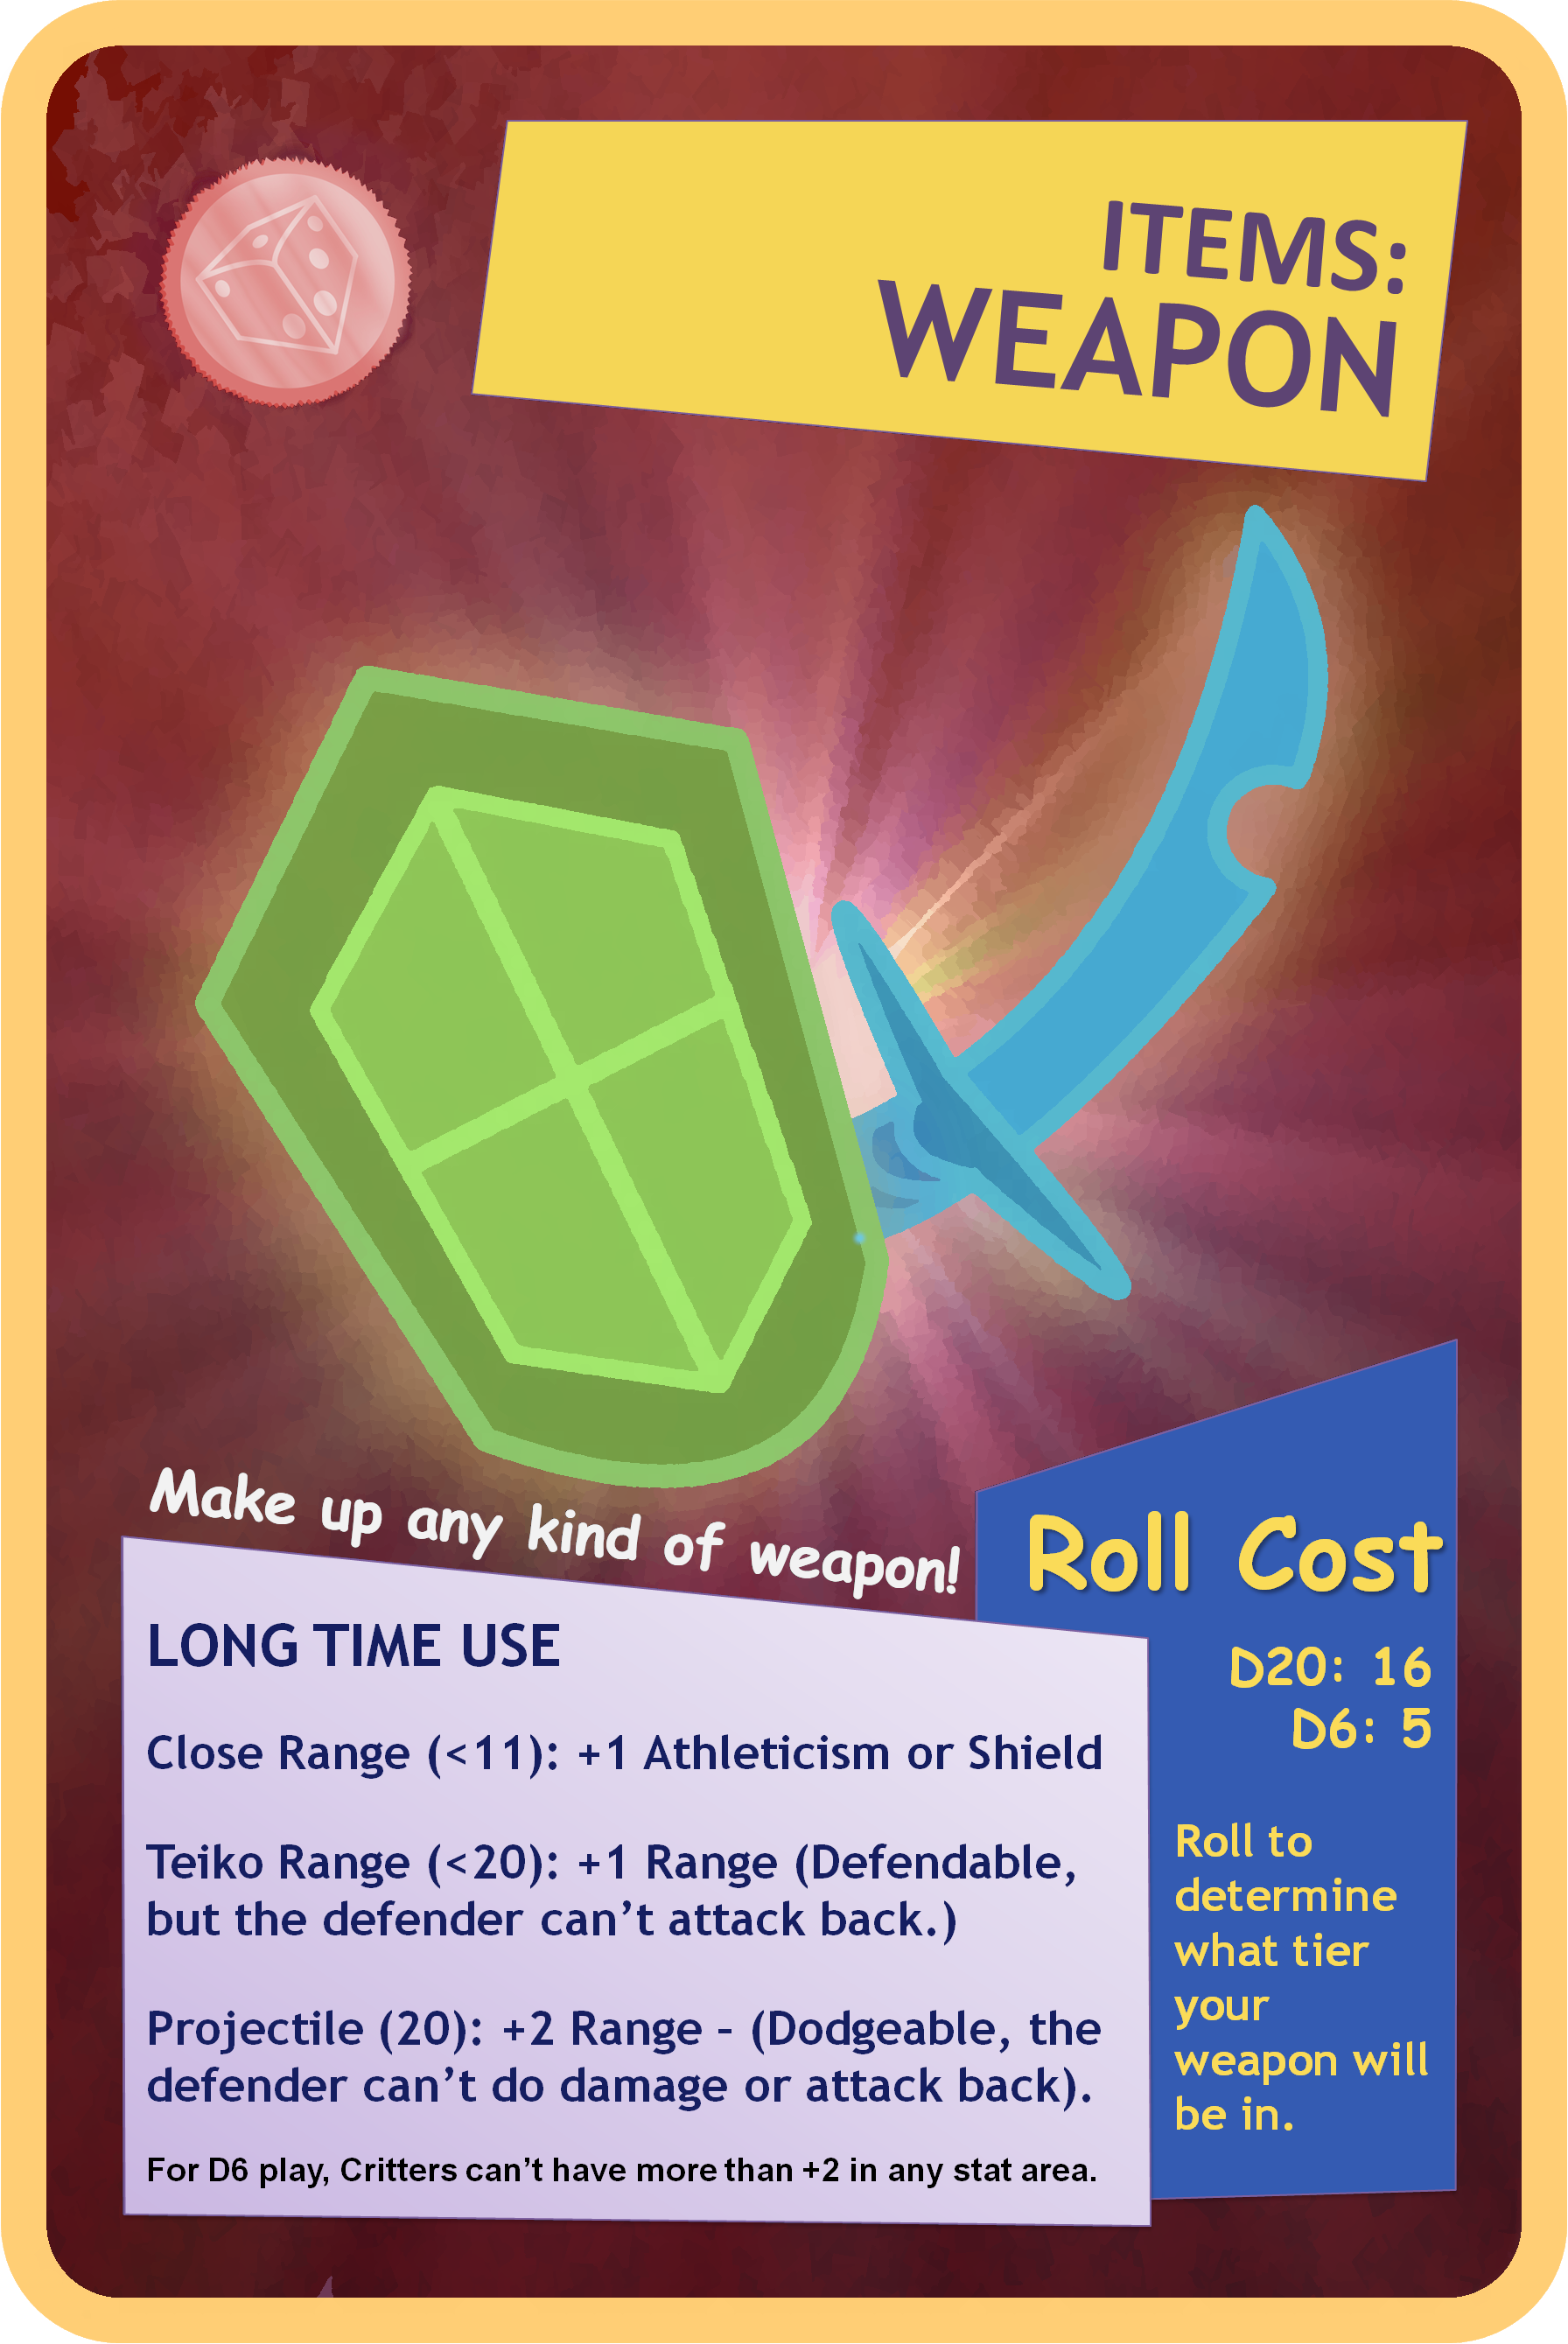 ITEMS:
WEAPON
Make up any kind of weapon!
LONG TIME USE
Close Range (<11): +1 Athleticism or Shield
Teiko Range (<20): +1 Range (Defendable,
but the defender can’t attack back.)
Projectile (20): +2 Range – (Dodgeable, the
defender can’t do damage or attack back).
For D6 play, Critters can’t have more than +2 in any stat area.
Roll Cost
D20: 16
D6: 5
Roll to
determine
what tier
your
weapon will
be in.